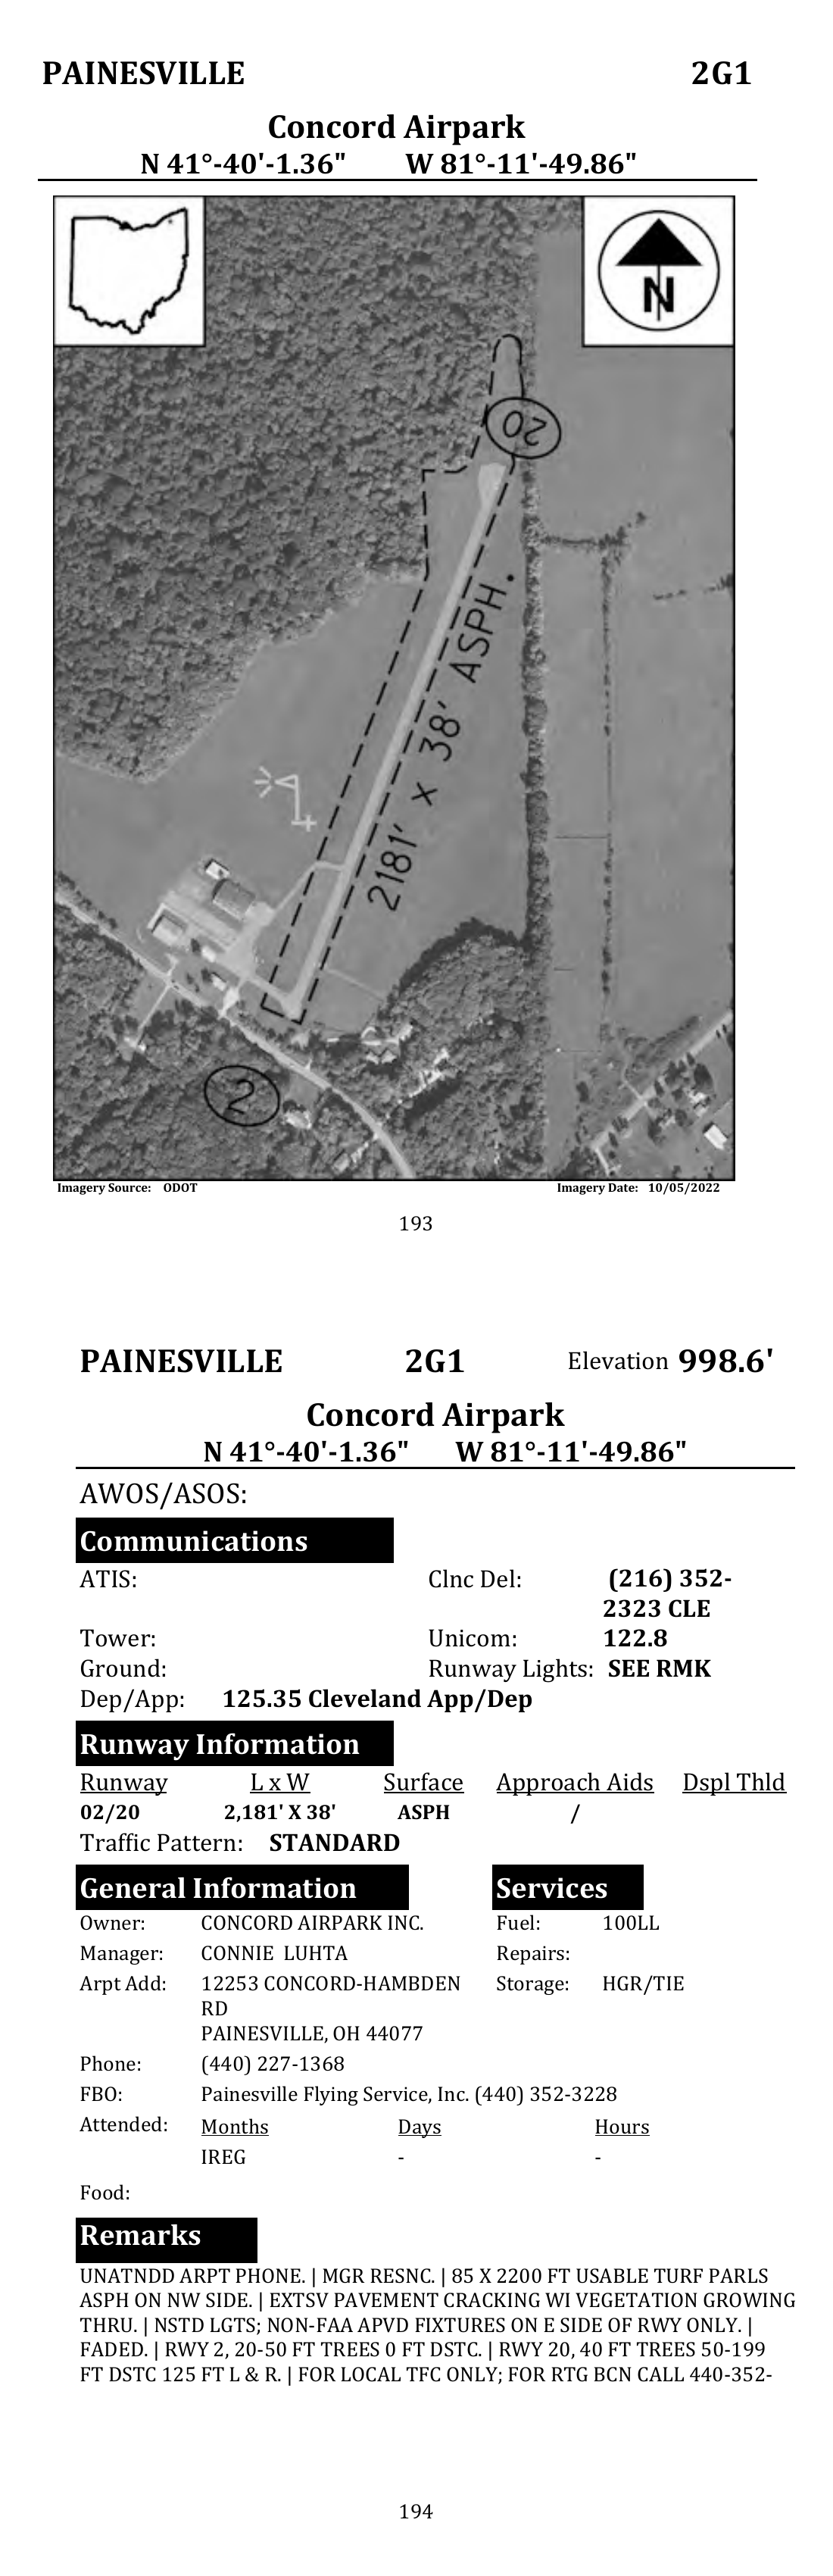 PAINESVILLE 2G1
Concord Airpark
N 41°-40'-1.36" W 81°-11'-49.86"
N
20
2181' x 38' ASPH.
2
Imagery Source: ODOT Imagery Date: 10/05/2022
193
PAINESVILLE 2G1 Elevation 998.6'
Concord Airpark
N 41°-40'-1.36" W 81°-11'-49.86"
AWOS/ASOS:
Communications
ATIS: Clnc Del: (216) 352-
2323 CLE
Tower: Unicom: 122.8
Ground: Runway Lights: SEE RMK
Dep/App: 125.35 Cleveland App/Dep
Runway Information
Runway L x W Surface Approach Aids Dspl Thld
02/20 2,181' X 38' ASPH /
Traffic Pattern: STANDARD
General Information Services
Owner: CONCORD AIRPARK INC. Fuel: 100LL
Manager: CONNIE LUHTA Repairs:
Arpt Add: 12253 CONCORD-HAMBDEN Storage: HGR/TIE
RD
PAINESVILLE, OH 44077
Phone: (440) 227-1368
FBO: Painesville Flying Service, Inc. (440) 352-3228
Attended: Months Days Hours
IREG - -
Food:
Remarks
UNATNDD ARPT PHONE. | MGR RESNC. | 85 X 2200 FT USABLE TURF PARLS
ASPH ON NW SIDE. | EXTSV PAVEMENT CRACKING WI VEGETATION GROWING
THRU. | NSTD LGTS; NON-FAA APVD FIXTURES ON E SIDE OF RWY ONLY. |
FADED. | RWY 2, 20-50 FT TREES 0 FT DSTC. | RWY 20, 40 FT TREES 50-199
FT DSTC 125 FT L & R. | FOR LOCAL TFC ONLY; FOR RTG BCN CALL 440-352-
194